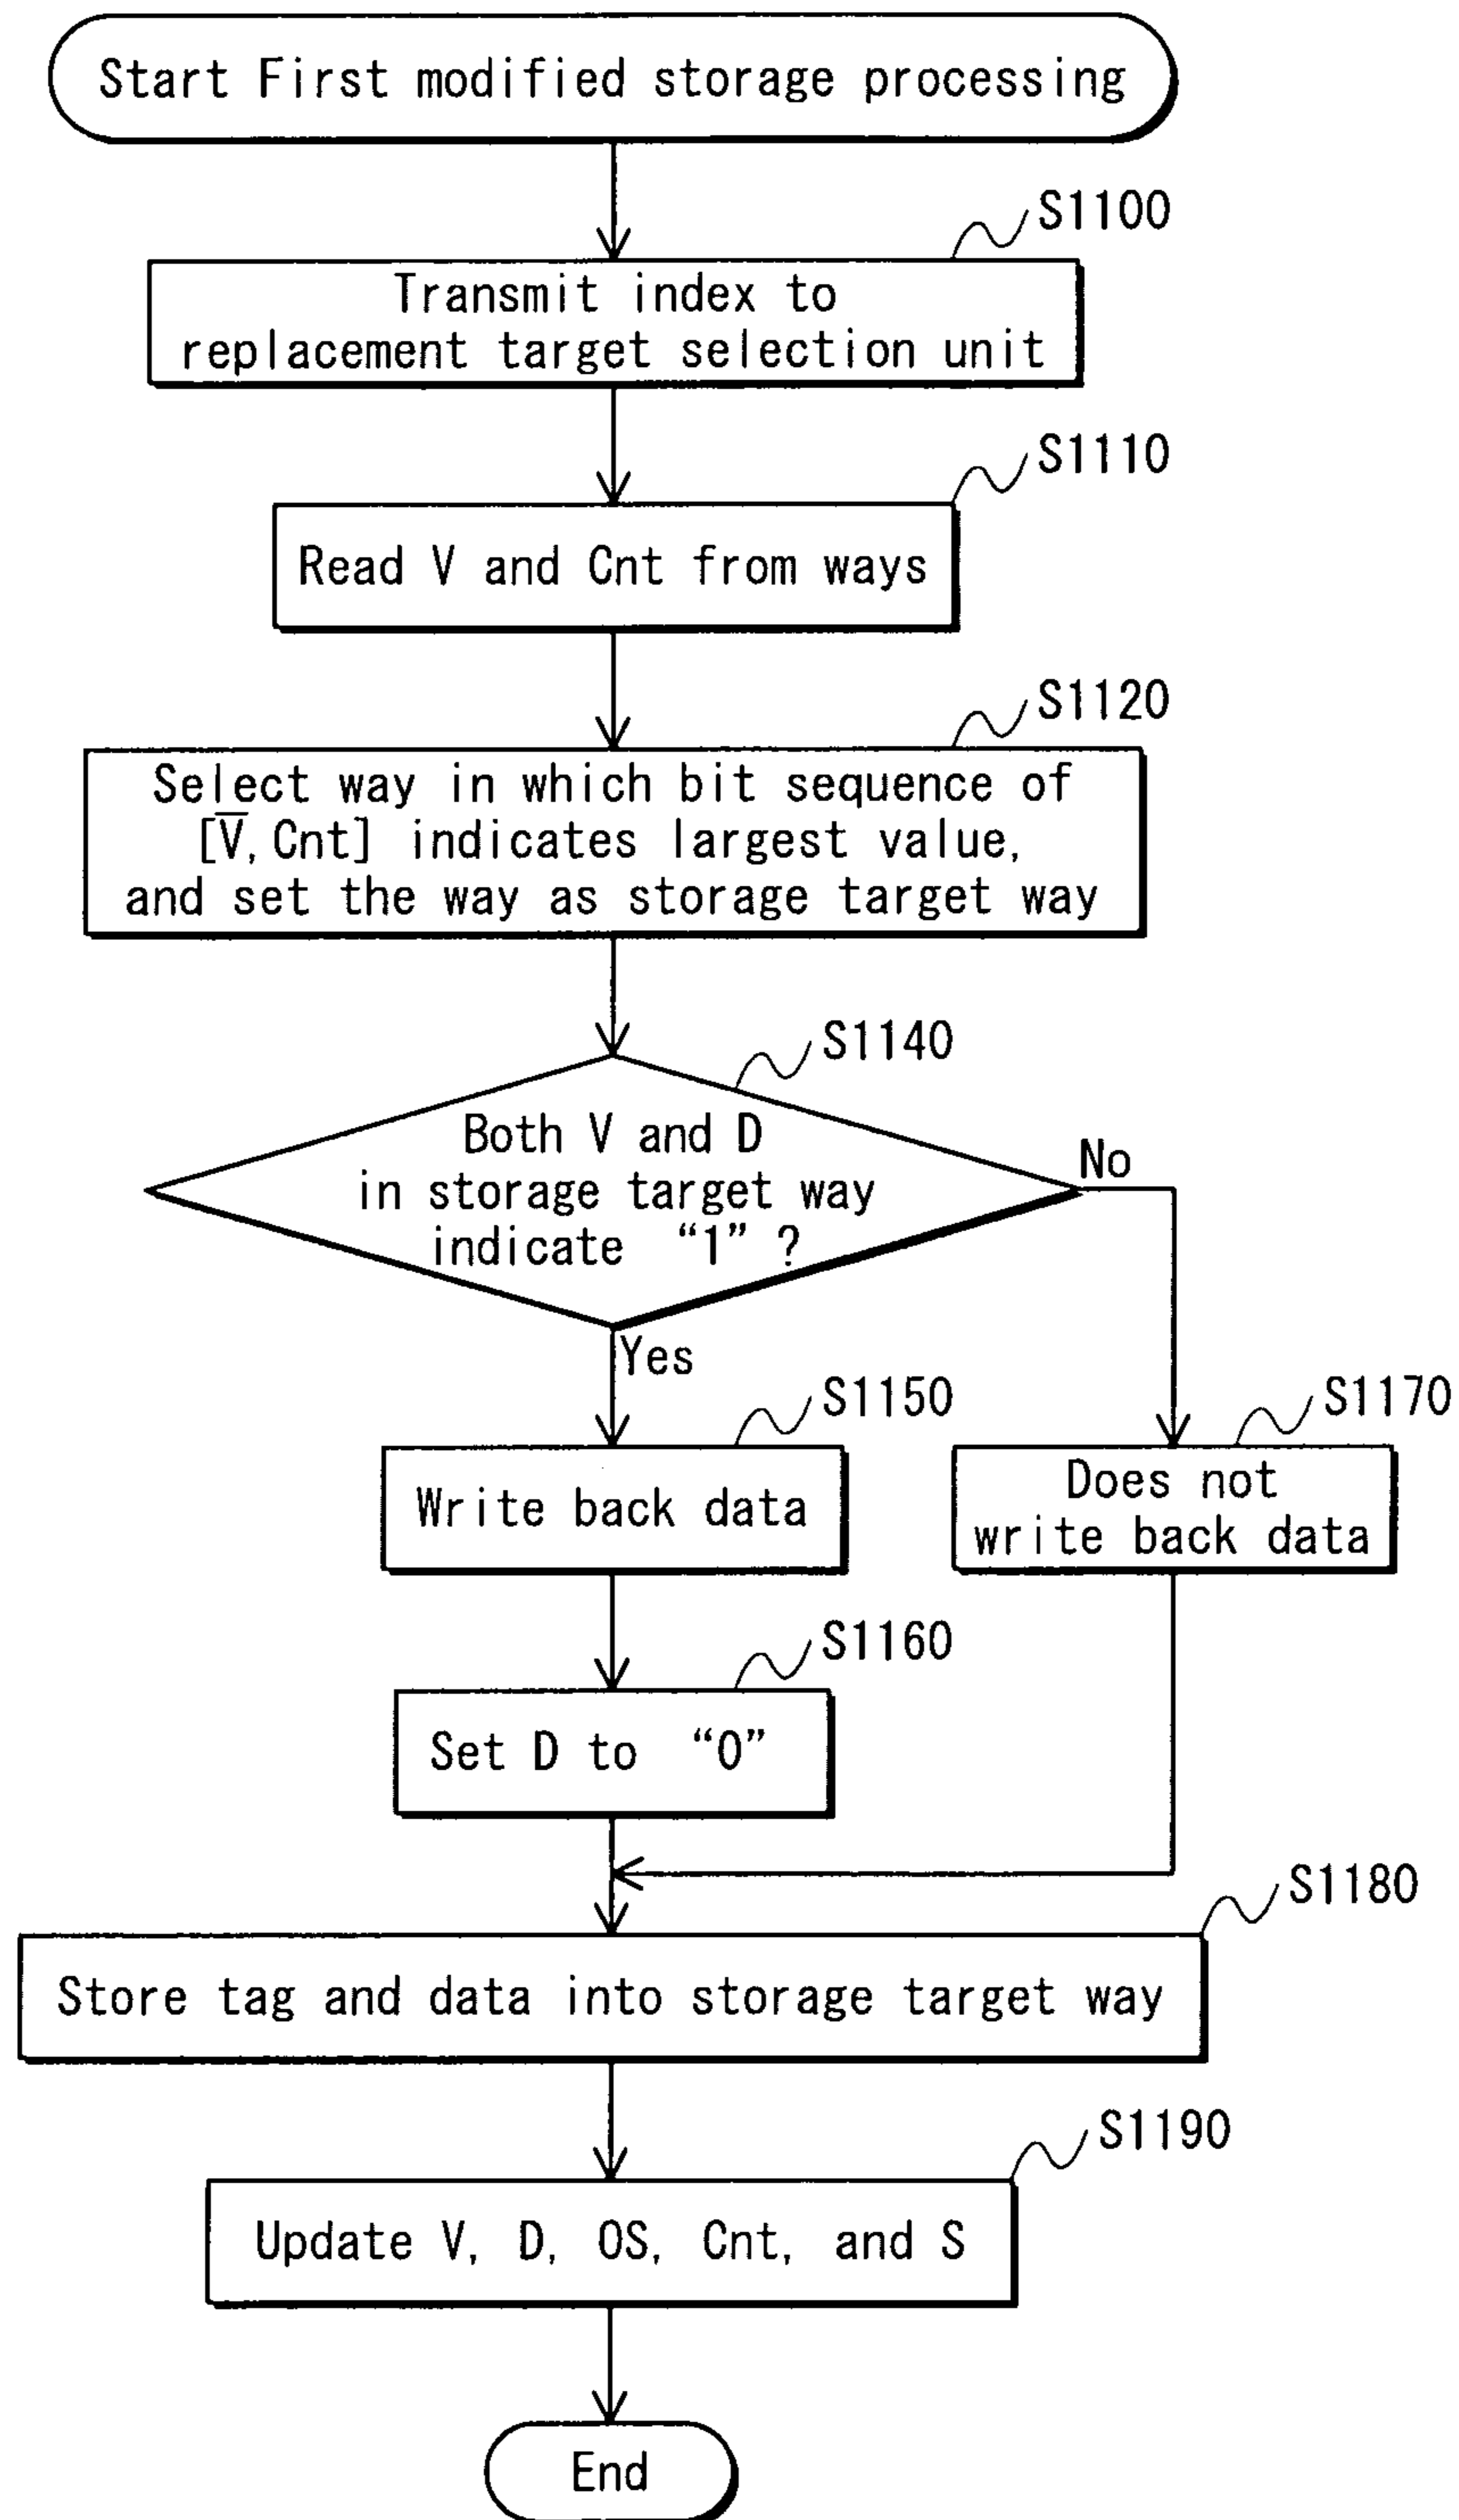 Start First modified storage processing
S1100
Transmit index to
replacement target selection unit
S1110
Read V and Cnt from ways
S1120
Select way in which bit sequence of
[V̅, Cnt] indicates largest value,
and set the way as storage target way
S1140
Both V and D
in storage target way
indicate “1” ?
No
Yes
S1150
Write back data
S1170
Does not
write back data
S1160
Set D to “0”
S1180
Store tag and data into storage target way
S1190
Update V, D, OS, Cnt, and S
End